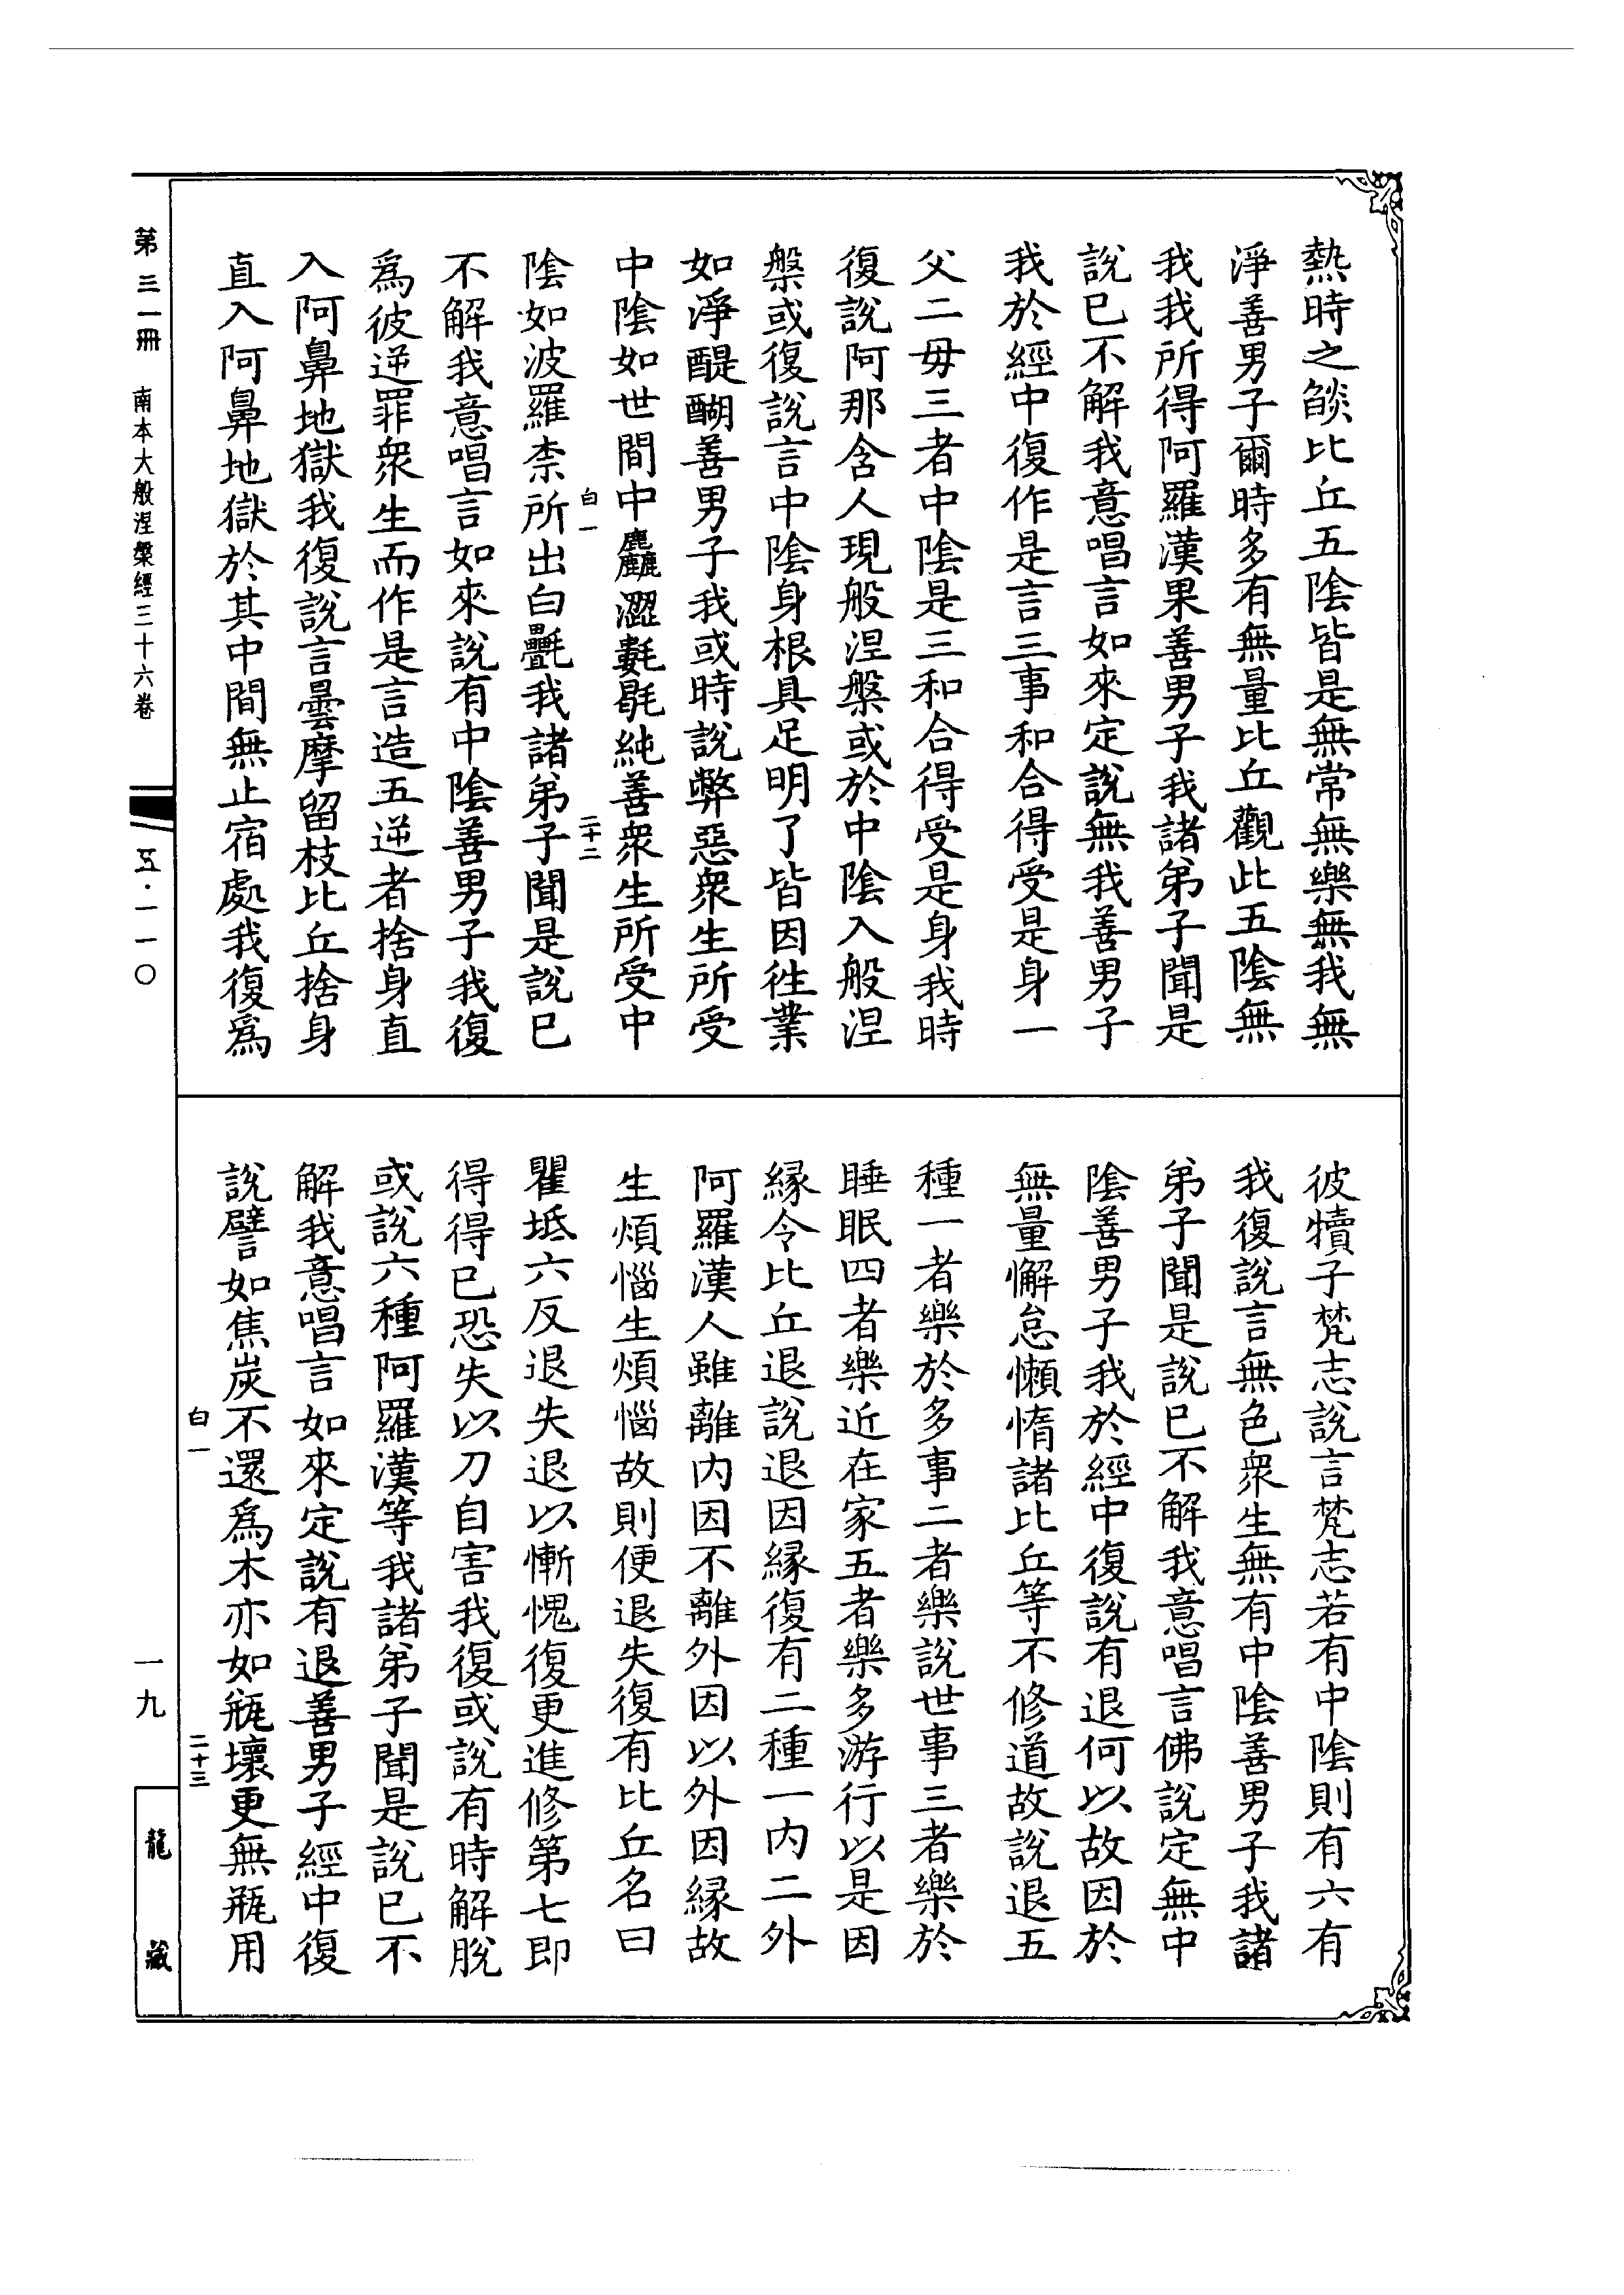 熱時之燄比丘五陰皆是無常無樂無我無
淨善男子爾時多有無量比丘觀此五陰無
我我所得阿羅漢果善男子我諸弟子聞是
說已不解我意唱言如來定說無我善男子
我於經中復作是言三事和合得受是身一
父二母三者中陰是三和合得受是身我時
復說阿那含人現般涅槃或於中陰入般涅
槃或復說言中陰身根具足明了皆因往業
如淨醍醐善男子我或時說弊惡衆生所受
中陰如世間中麤澀氀毼純善衆生所受中
白一
二十二
陰如波羅柰所出白㲲我諸弟子聞是說已
不解我意唱言如來說有中陰善男子我復
爲彼逆罪衆生而作是言造五逆者捨身直
入阿鼻地獄我復說言曇摩留枝比丘捨身
直入阿鼻地獄於其中間無止宿處我復爲
彼犢子梵志說言梵志若有中陰則有六有
我復說言無色衆生無有中陰善男子我諸
弟子聞是說已不解我意唱言佛說定無中
陰善男子我於經中復說有退何以故因於
無量懈怠懶惰諸比丘等不修道故說退五
種一者樂於多事二者樂說世事三者樂於
睡眠四者樂近在家五者樂多游行以是因
緣令比丘退說退因緣復有二種一內二外
阿羅漢人雖離內因不離外因以外因緣故
生煩惱生煩惱故則便退失復有比丘名曰
瞿坻六反退失退以慚愧復更進修第七即
得得已恐失以刀自害我復或說有時解脫
或說六種阿羅漢等我諸弟子聞是說已不
解我意唱言如來定說有退善男子經中復
說譬如焦炭不還爲木亦如瓶壞更無瓶用
白一
二十三
第三一冊 南本大般涅槃經三十六卷
五·一一〇
一九
龍藏